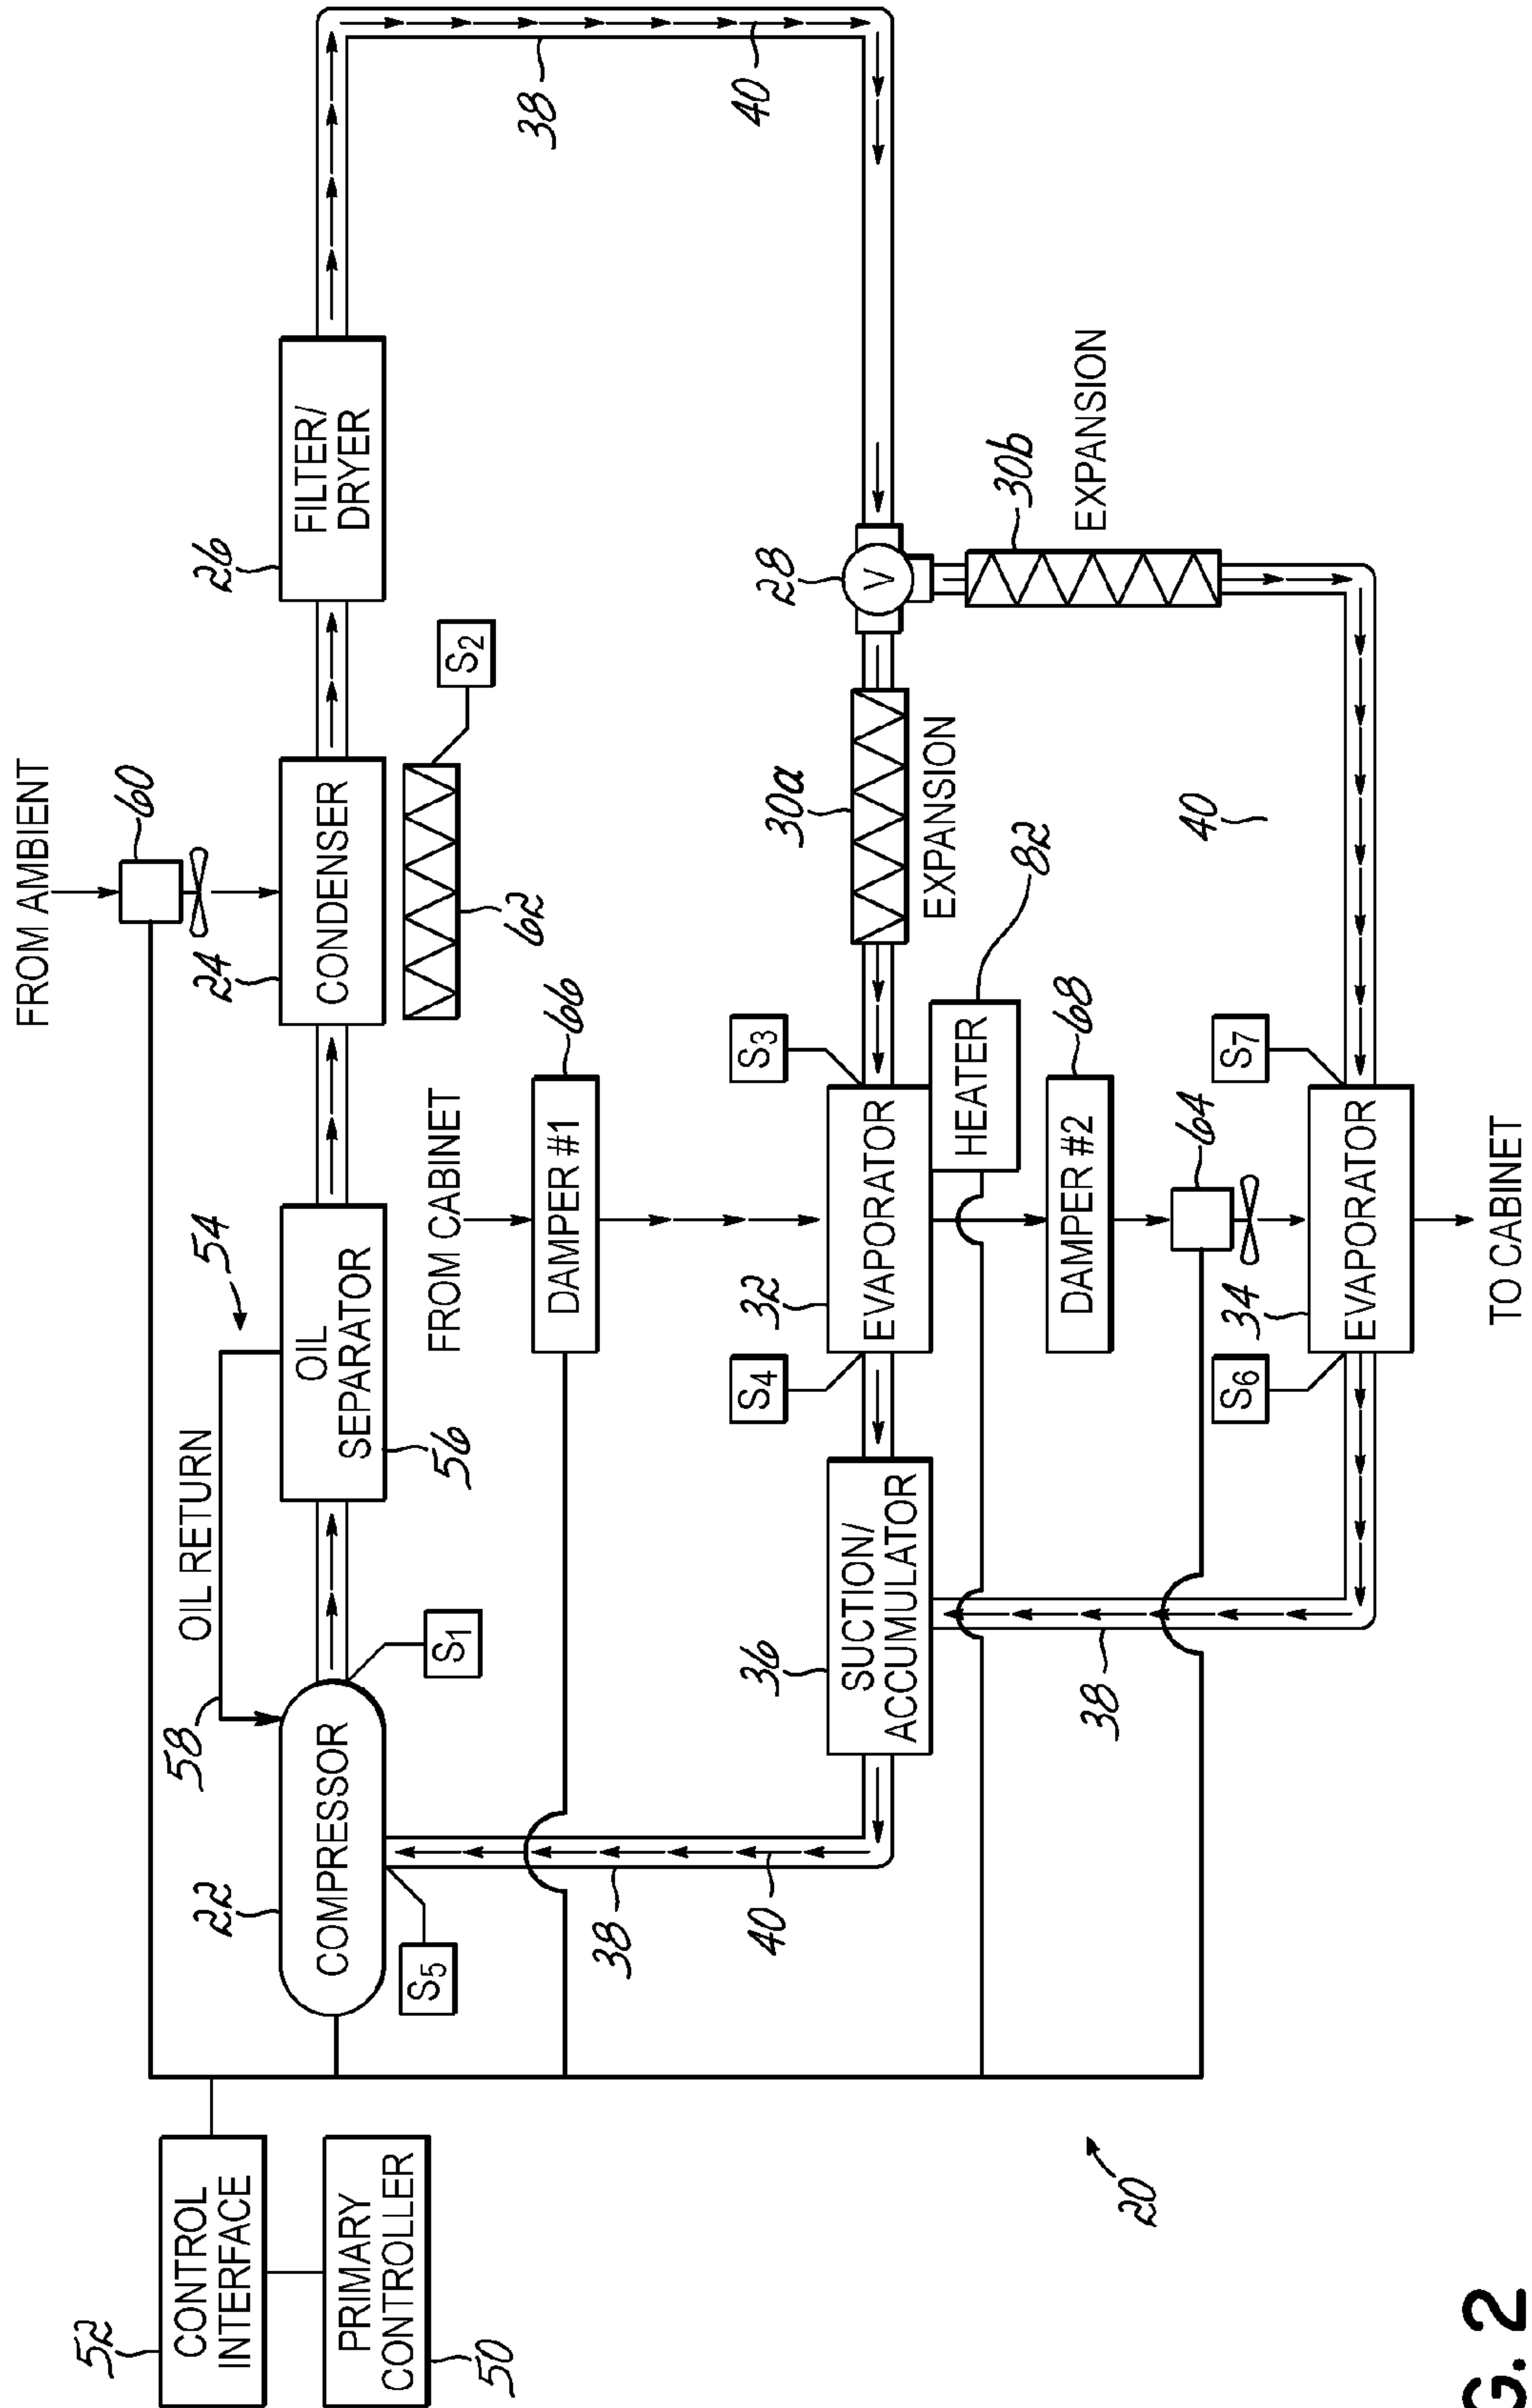 FROM AMBIENT
60
52
CONTROL
INTERFACE
PRIMARY
CONTROLLER
50
58
OIL RETURN
54
22
COMPRESSOR
S5
S1
OIL
SEPARATOR
56
24
CONDENSER
62
S2
26
FILTER/
DRYER
38
40
FROM CABINET
DAMPER #1
66
38
40
36
SUCTION/
ACCUMULATOR
S4
32
EVAPORATOR
S3
HEATER
82
30a
EXPANSION
28
V
30b
EXPANSION
DAMPER #2
68
64
38
S6
34
EVAPORATOR
S7
40
TO CABINET
20
G. 2